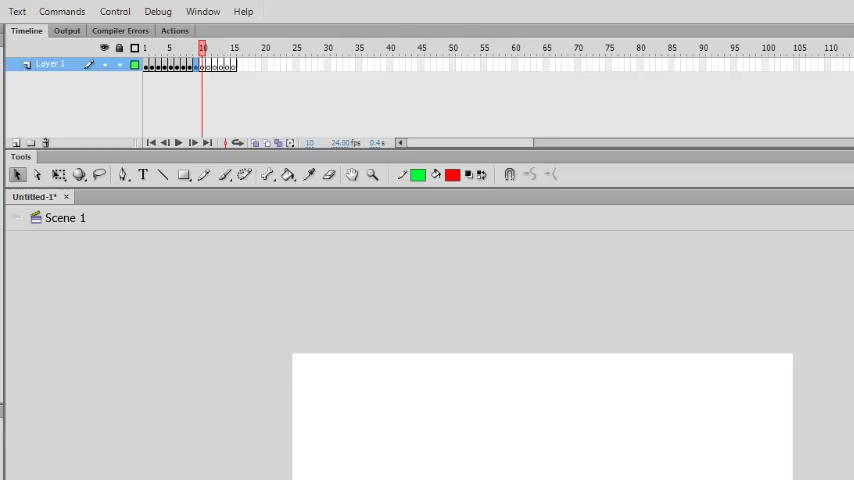 Text Commands Control Debug Window Help
Timeline Output Compiler Errors Actions
1 5 10 15 20 25 30 35 40 45 50 55 60 65 70 75 80 85 90 95 100 105 110
Layer 1
10 24.00 fps 0.4 s
Tools
T
Untitled-1* ×
Scene 1